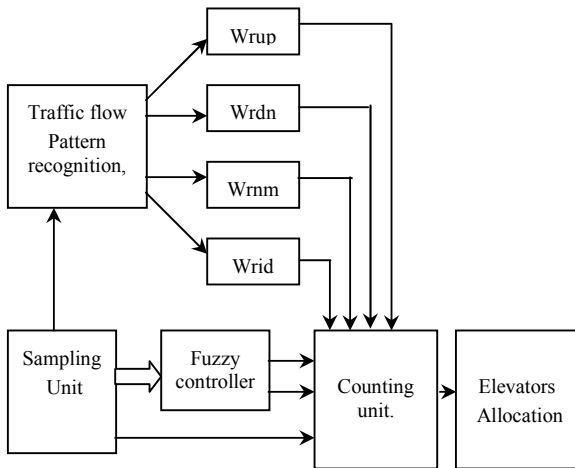 Wrup
Traffic flow
Pattern
recognition,
Wrdn
Wrnm
Wrid
Sampling
Unit
Fuzzy
controller
Counting
unit.
Elevators
Allocation